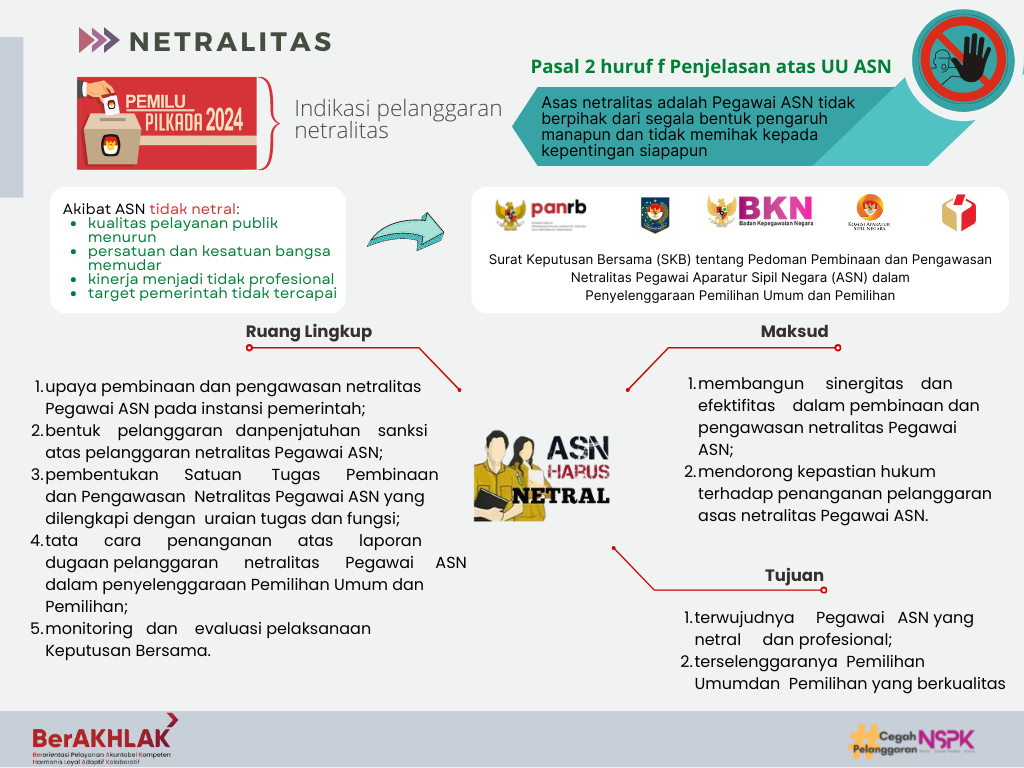 NETRALITAS
PEMILU
PILKADA 2024
Indikasi pelanggaran
netralitas
Pasal 2 huruf f Penjelasan atas UU ASN
Asas netralitas adalah Pegawai ASN tidak
berpihak dari segala bentuk pengaruh
manapun dan tidak memihak kepada
kepentingan siapapun
Akibat ASN tidak netral:
• kualitas pelayanan publik
menurun
• persatuan dan kesatuan bangsa
memudar
• kinerja menjadi tidak profesional
• target pemerintah tidak tercapai
panrb
BKN
Badan Kepegawaian Negara
KOMISI APARATUR
SIPIL NEGARA
Surat Keputusan Bersama (SKB) tentang Pedoman Pembinaan dan Pengawasan
Netralitas Pegawai Aparatur Sipil Negara (ASN) dalam
Penyelenggaraan Pemilihan Umum dan Pemilihan
Ruang Lingkup
1. upaya pembinaan dan pengawasan netralitas
Pegawai ASN pada instansi pemerintah;
2. bentuk pelanggaran danpenjatuhan sanksi
atas pelanggaran netralitas Pegawai ASN;
3. pembentukan Satuan Tugas Pembinaan
dan Pengawasan Netralitas Pegawai ASN yang
dilengkapi dengan uraian tugas dan fungsi;
4. tata cara penanganan atas laporan
dugaan pelanggaran netralitas Pegawai ASN
dalam penyelenggaraan Pemilihan Umum dan
Pemilihan;
5. monitoring dan evaluasi pelaksanaan
Keputusan Bersama.
ASN
HARUS
NETRAL
Maksud
1. membangun sinergitas dan
efektifitas dalam pembinaan dan
pengawasan netralitas Pegawai
ASN;
2. mendorong kepastian hukum
terhadap penanganan pelanggaran
asas netralitas Pegawai ASN.
Tujuan
1. terwujudnya Pegawai ASN yang
netral dan profesional;
2. terselenggaranya Pemilihan
Umumdan Pemilihan yang berkualitas
BerAKHLAK
Berorientasi Pelayanan Akuntabel Kompeten
Harmonis Loyal Adaptif Kolaboratif
#Cegah
Pelanggaran
NSPK